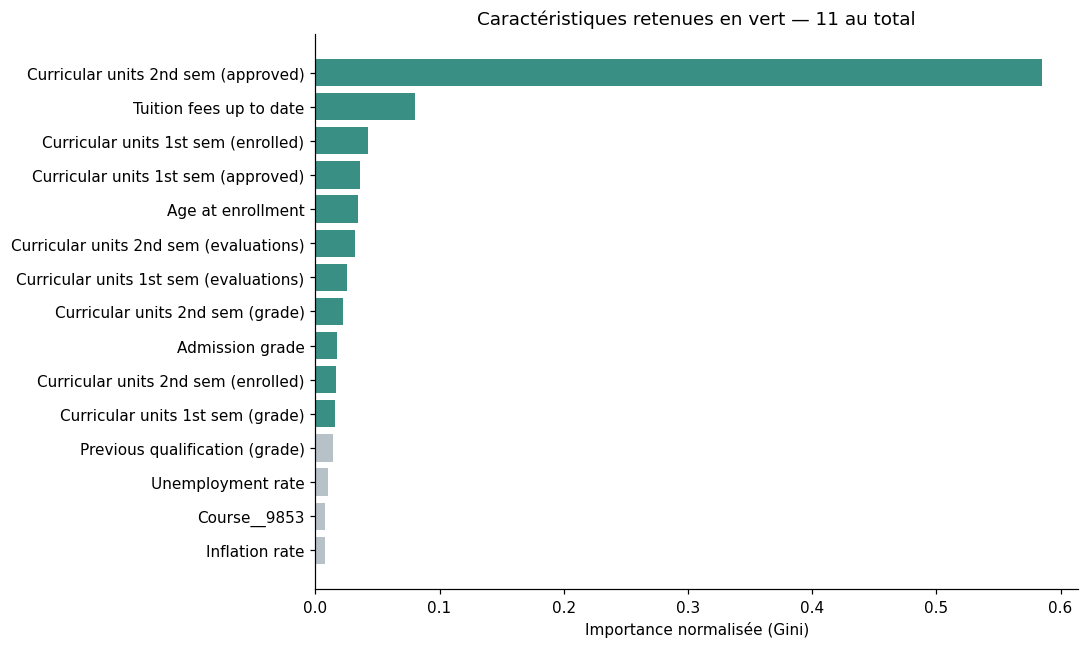 Caractéristiques retenues en vert — 11 au total
Curricular units 2nd sem (approved)
Tuition fees up to date
Curricular units 1st sem (enrolled)
Curricular units 1st sem (approved)
Age at enrollment
Curricular units 2nd sem (evaluations)
Curricular units 1st sem (evaluations)
Curricular units 2nd sem (grade)
Admission grade
Curricular units 2nd sem (enrolled)
Curricular units 1st sem (grade)
Previous qualification (grade)
Unemployment rate
Course__9853
Inflation rate
0.0 0.1 0.2 0.3 0.4 0.5 0.6
Importance normalisée (Gini)